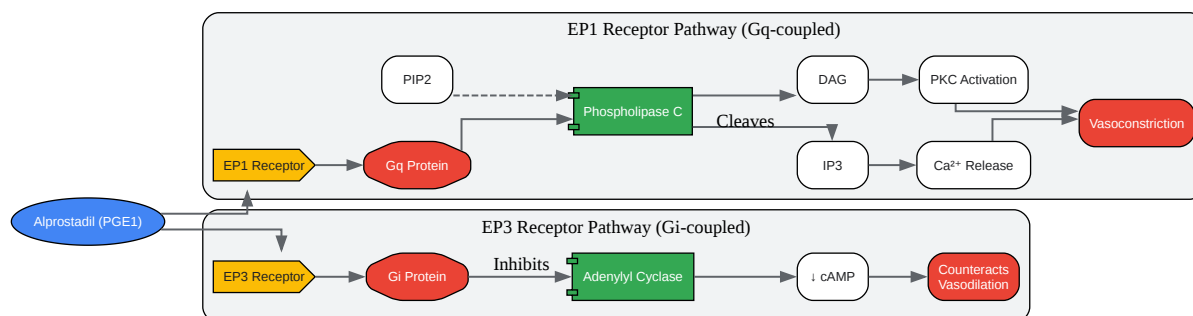 EP1 Receptor Pathway (Gq-coupled)
PIP2
DAG
PKC Activation
Phospholipase C
Cleaves
Vasoconstriction
EP1 Receptor
Gq Protein
IP3
Ca²⁺ Release
Alprostadil (PGE1)
EP3 Receptor Pathway (Gi-coupled)
EP3 Receptor
Gi Protein
Inhibits
Adenylyl Cyclase
↓ cAMP
Counteracts
Vasodilation